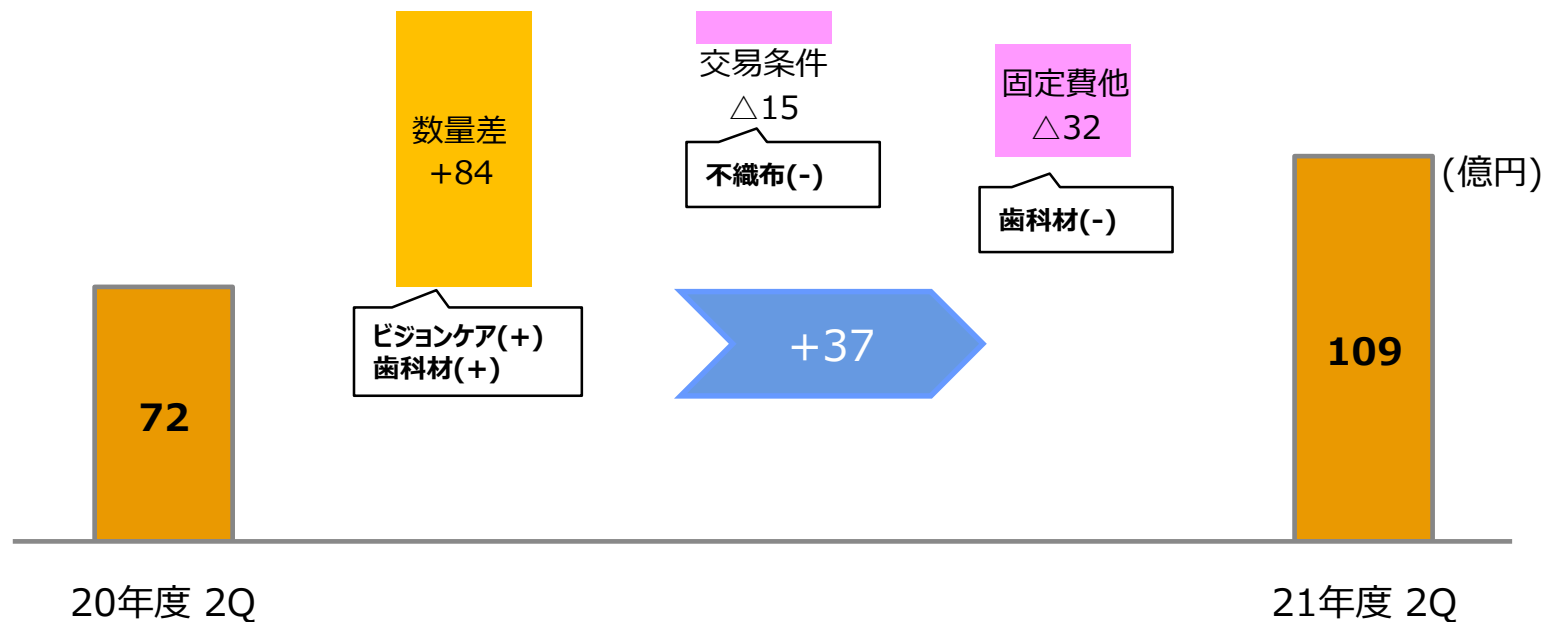 数量差
+84
ビジョンケア(+)
歯科材(+)
交易条件
△15
不織布(-)
固定費他
△32
歯科材(-)
(億円)
+37
72
109
20年度 2Q
21年度 2Q